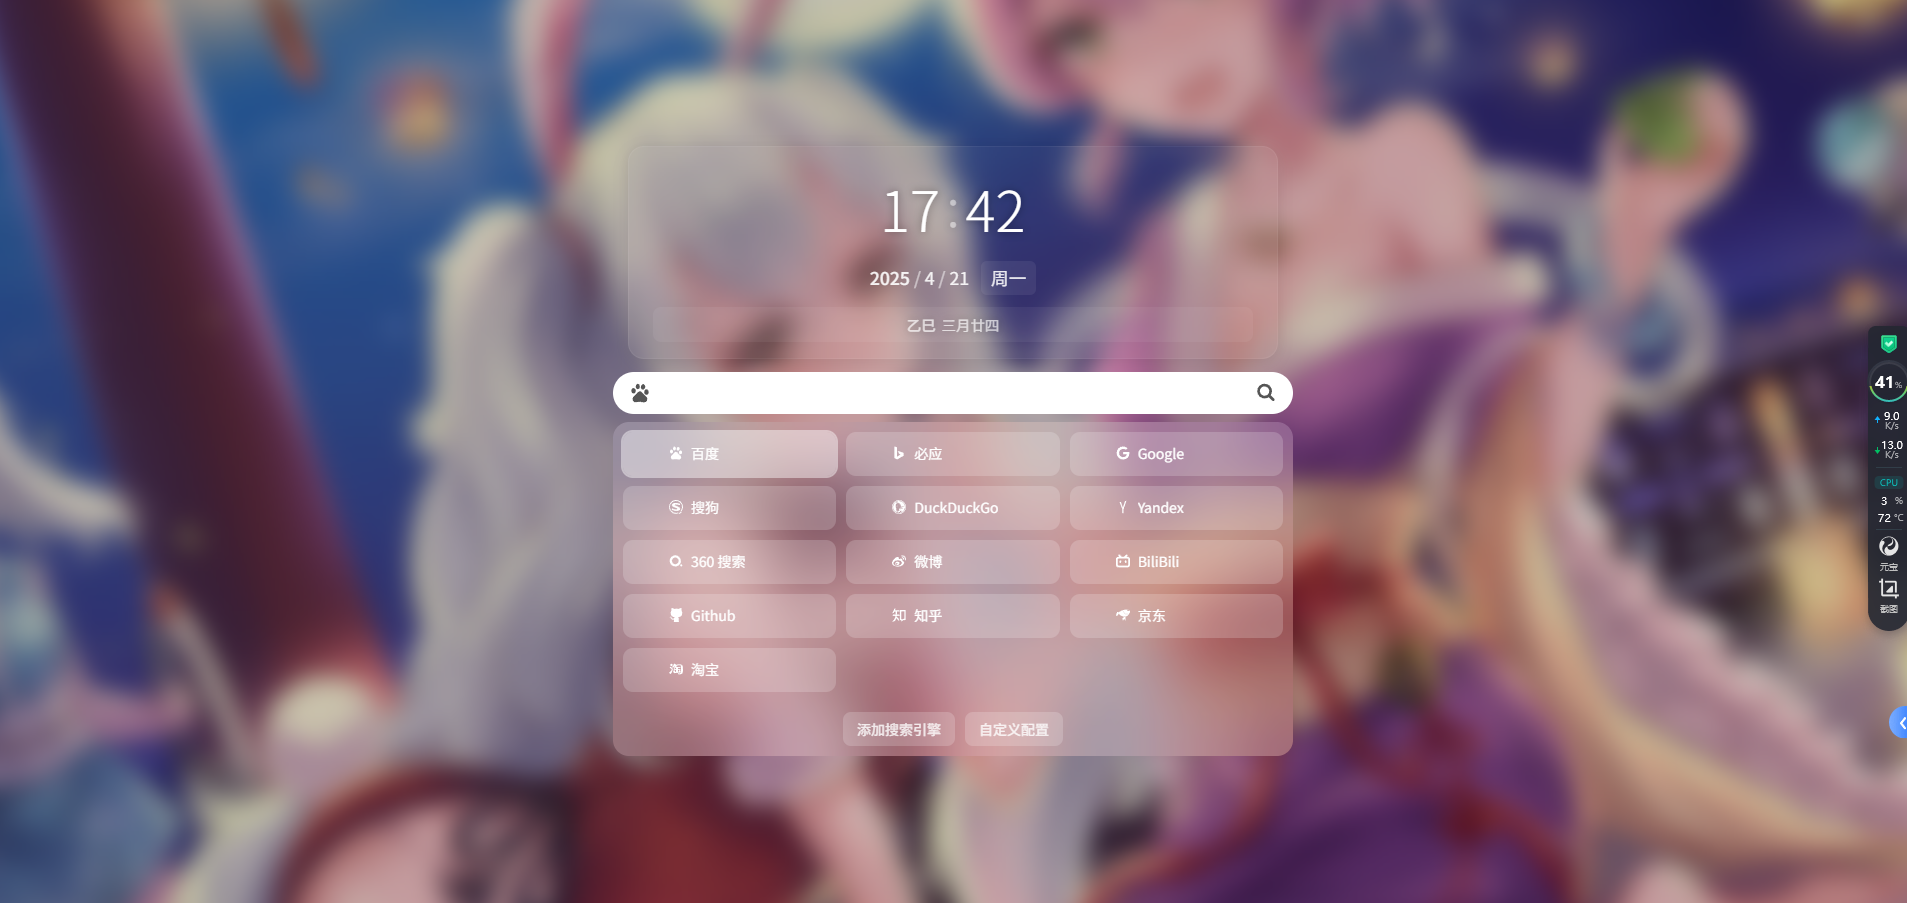 17:42
2025 / 4 / 21 周一
乙巳 三月廿四
百度 必应 Google
搜狗 DuckDuckGo Yandex
360 搜索 微博 BiliBili
Github 知 知乎 京东
淘 淘宝
添加搜索引擎 自定义配置
41%
9.0
K/s
13.0
K/s
CPU
3 %
72 °C
元宝
截图